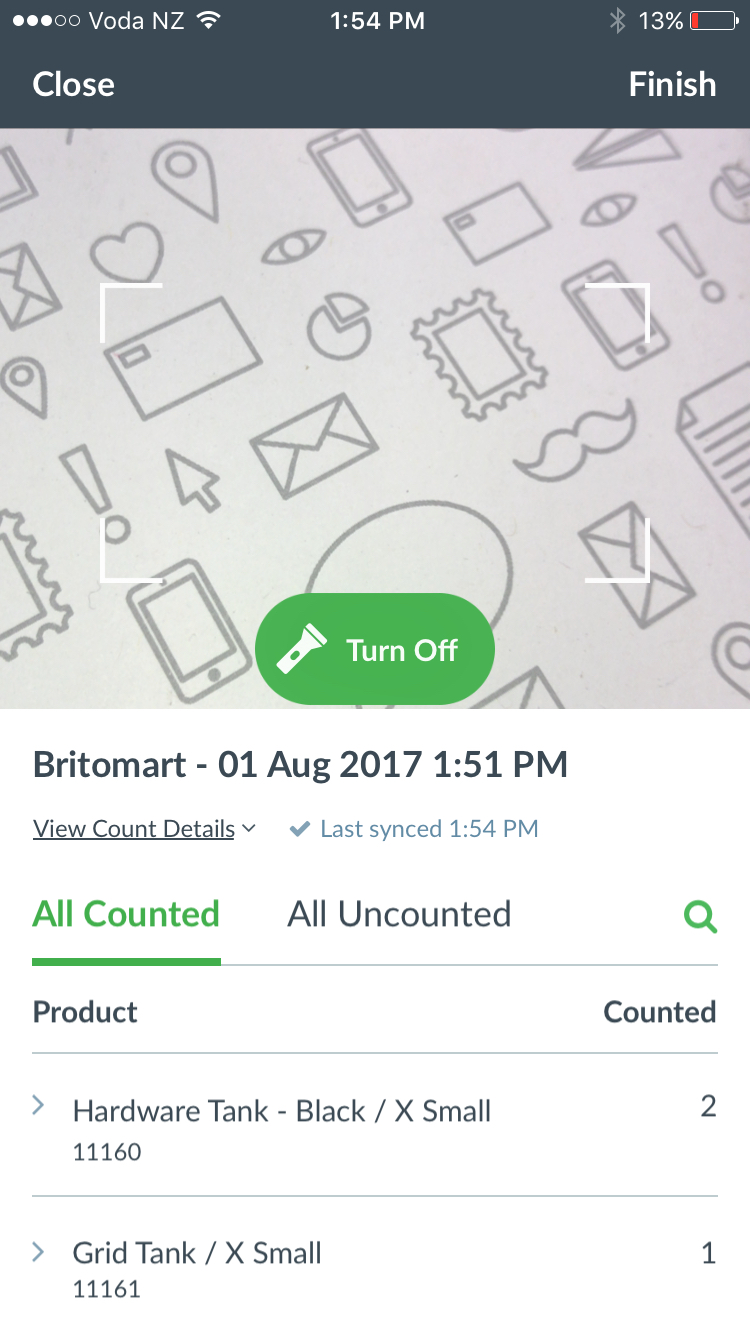 Voda NZ 1:54 PM 13%
Close Finish
Turn Off
Britomart - 01 Aug 2017 1:51 PM
View Count Details Last synced 1:54 PM
All Counted All Uncounted
Product Counted
Hardware Tank - Black / X Small 2
11160
Grid Tank / X Small 1
11161